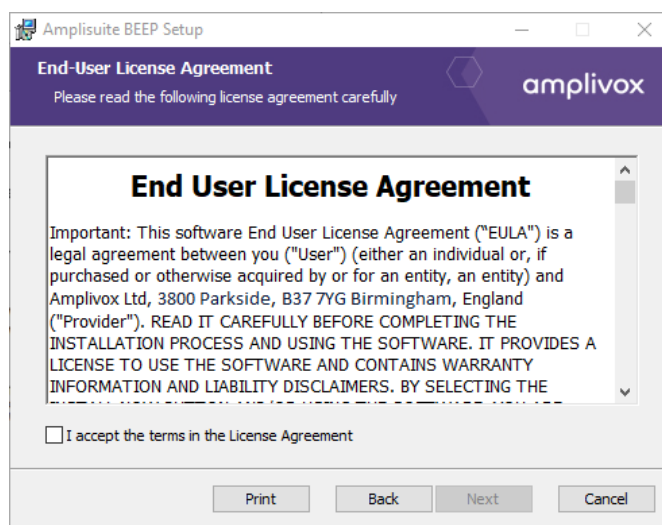 Amplisuite BEEP Setup
End-User License Agreement
Please read the following license agreement carefully
amplivox
End User License Agreement
Important: This software End User License Agreement (“EULA”) is a
legal agreement between you ("User") (either an individual or, if
purchased or otherwise acquired by or for an entity, an entity) and
Amplivox Ltd, 3800 Parkside, B37 7YG Birmingham, England
("Provider"). READ IT CAREFULLY BEFORE COMPLETING THE
INSTALLATION PROCESS AND USING THE SOFTWARE. IT PROVIDES A
LICENSE TO USE THE SOFTWARE AND CONTAINS WARRANTY
INFORMATION AND LIABILITY DISCLAIMERS. BY SELECTING THE
I accept the terms in the License Agreement
Print
Back
Next
Cancel